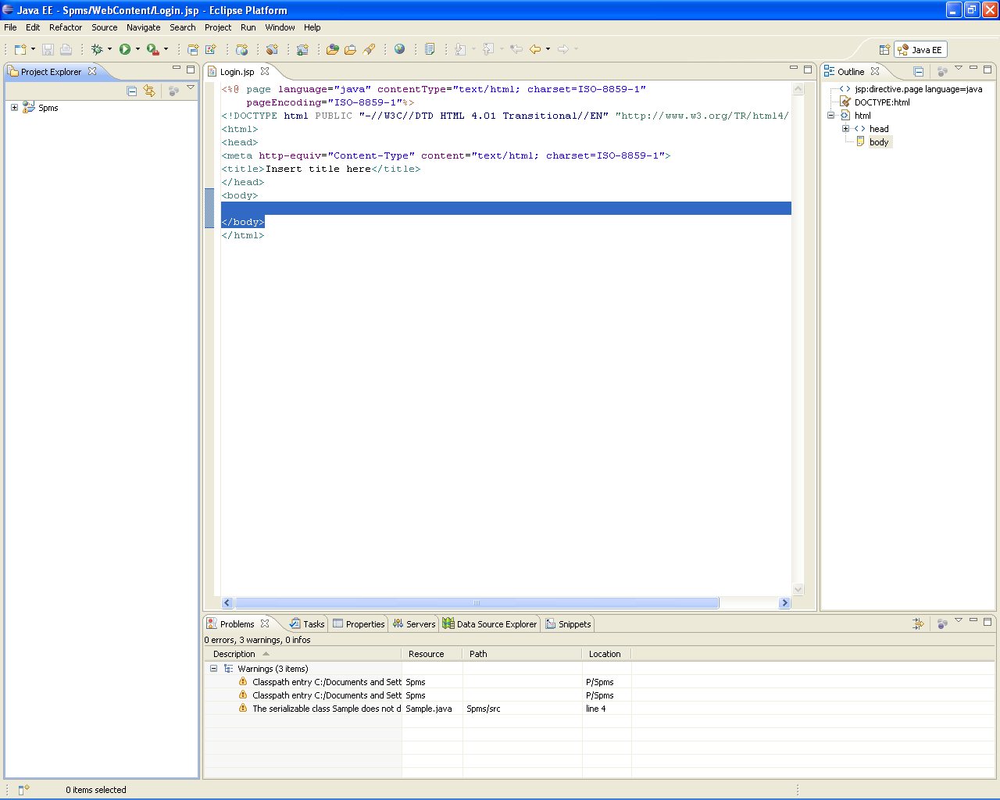 Java EE - Spms/WebContent/Login.jsp - Eclipse Platform
File Edit Refactor Source Navigate Search Project Run Window Help
Java EE
Project Explorer
Spms
Login.jsp
<%@ page language="java" contentType="text/html; charset=ISO-8859-1"
pageEncoding="ISO-8859-1"%>
<!DOCTYPE html PUBLIC "-//W3C//DTD HTML 4.01 Transitional//EN" "http://www.w3.org/TR/html4/
<html>
<head>
<meta http-equiv="Content-Type" content="text/html; charset=ISO-8859-1">
<title>Insert title here</title>
</head>
<body>
</body>
</html>
Outline
jsp:directive.page language=java
DOCTYPE:html
html
head
body
Problems Tasks Properties Servers Data Source Explorer Snippets
0 errors, 3 warnings, 0 infos
Description Resource Path Location
Warnings (3 items)
Classpath entry C:/Documents and Sett Spms P/Spms
Classpath entry C:/Documents and Sett Spms P/Spms
The serializable class Sample does not d Sample.java Spms/src line 4
0 items selected